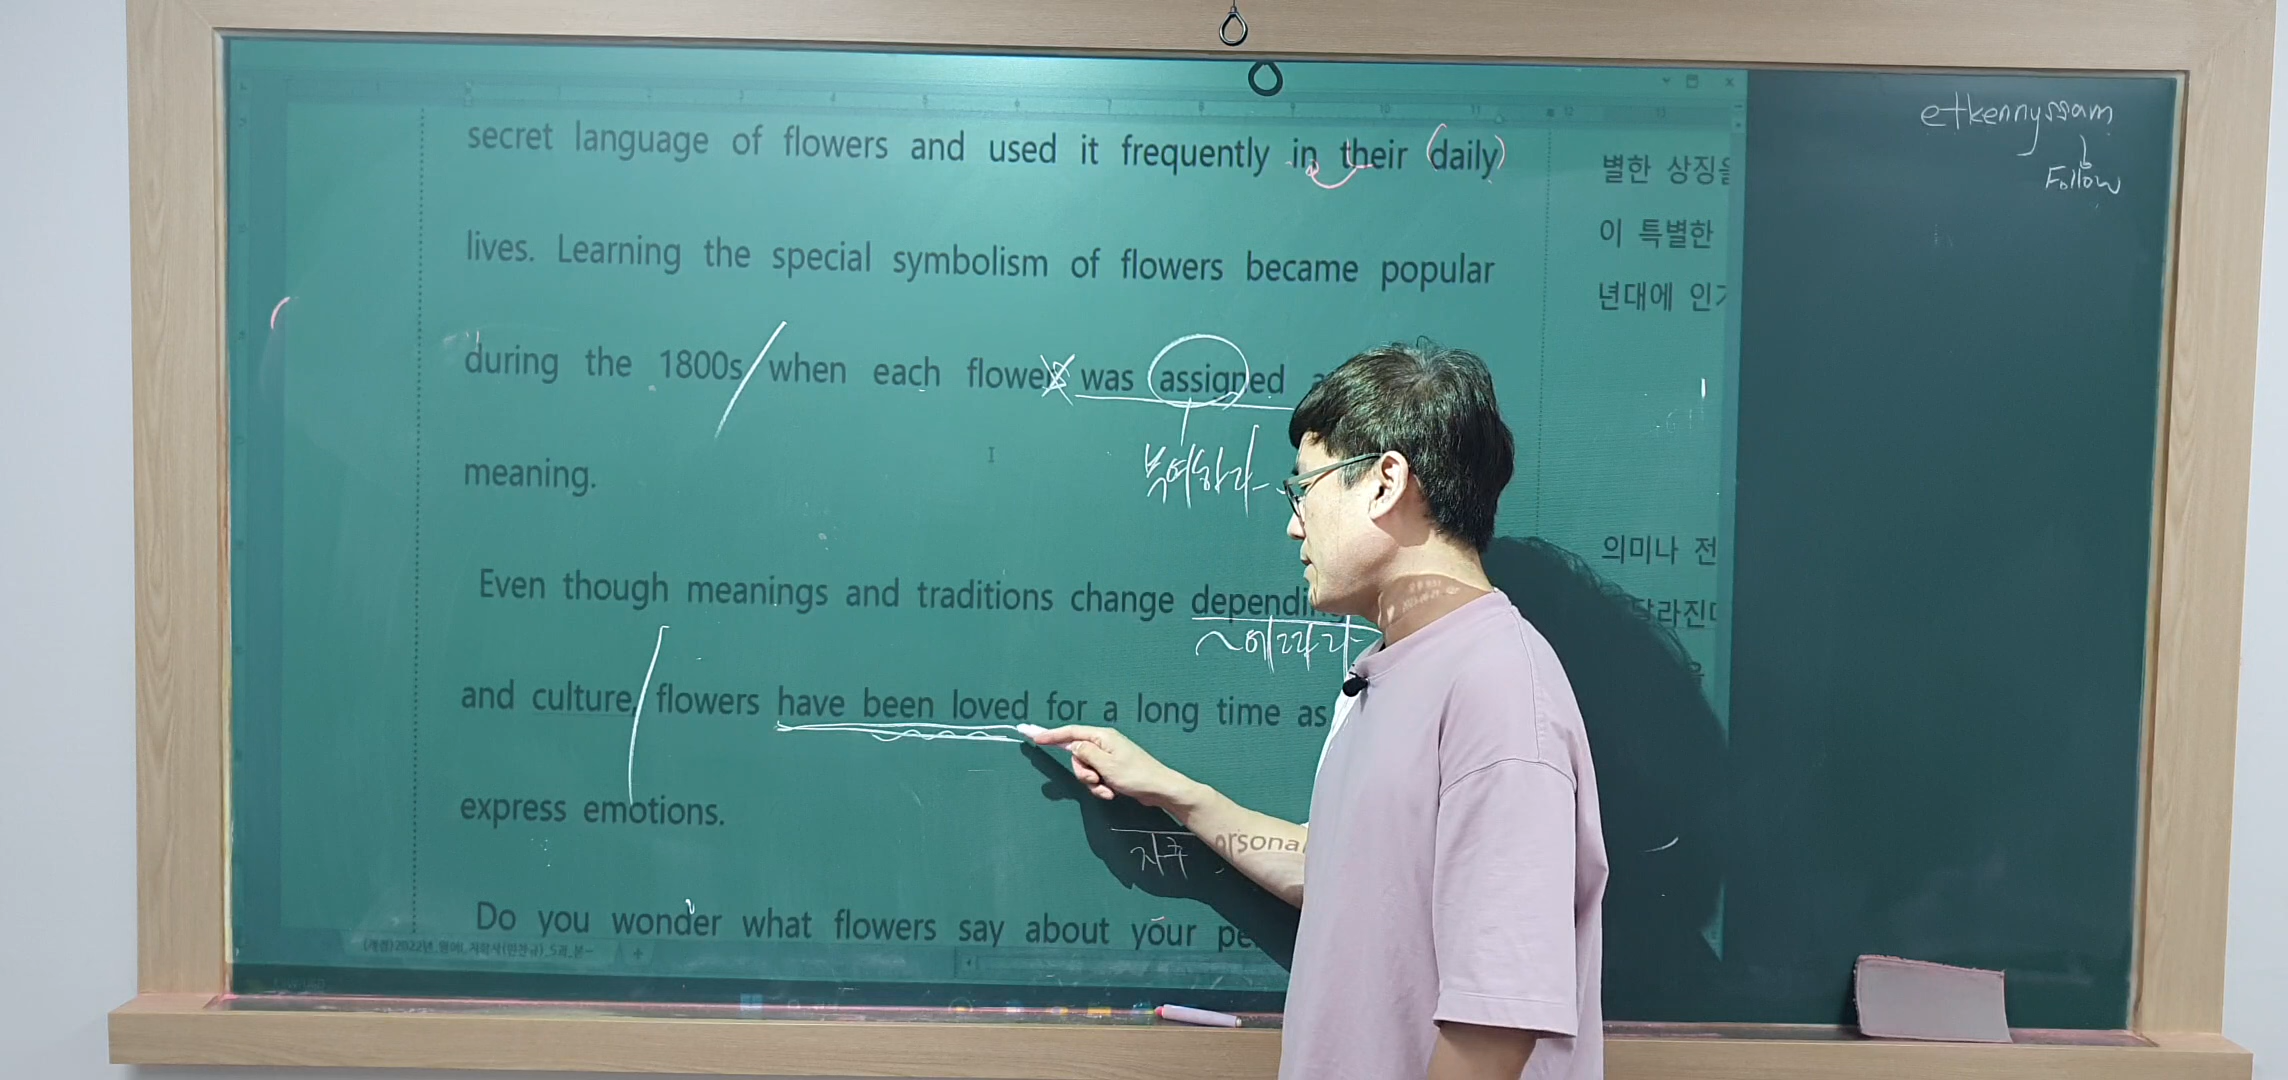 secret language of flowers and used it frequently in their (daily)
lives. Learning the special symbolism of flowers became popular
during the 1800s when each flower was assigned
부여하다
meaning.
Even though meanings and traditions change depending
~에 따라
and culture, flowers have been loved for a long time as
express emotions.
자주
ersona
Do you wonder what flowers say about your pe
별한 상징을
이 특별한
년대에 인기
의미나 전
달라진다
etkennyssam
Follow